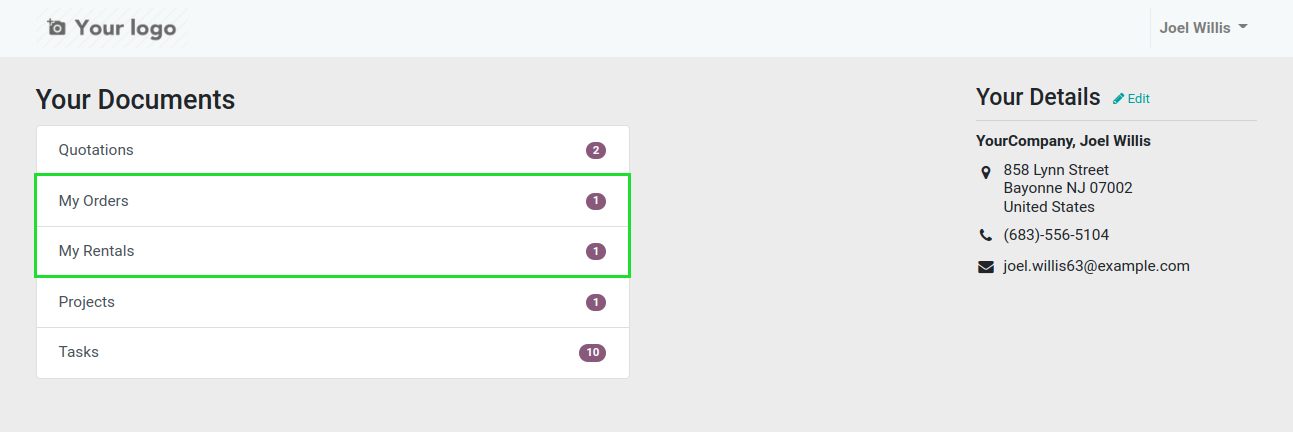 Your logo
Joel Willis
Your Documents
Quotations 2
My Orders 1
My Rentals 1
Projects 1
Tasks 10
Your Details Edit
YourCompany, Joel Willis
858 Lynn Street
Bayonne NJ 07002
United States
(683)-556-5104
joel.willis63@example.com